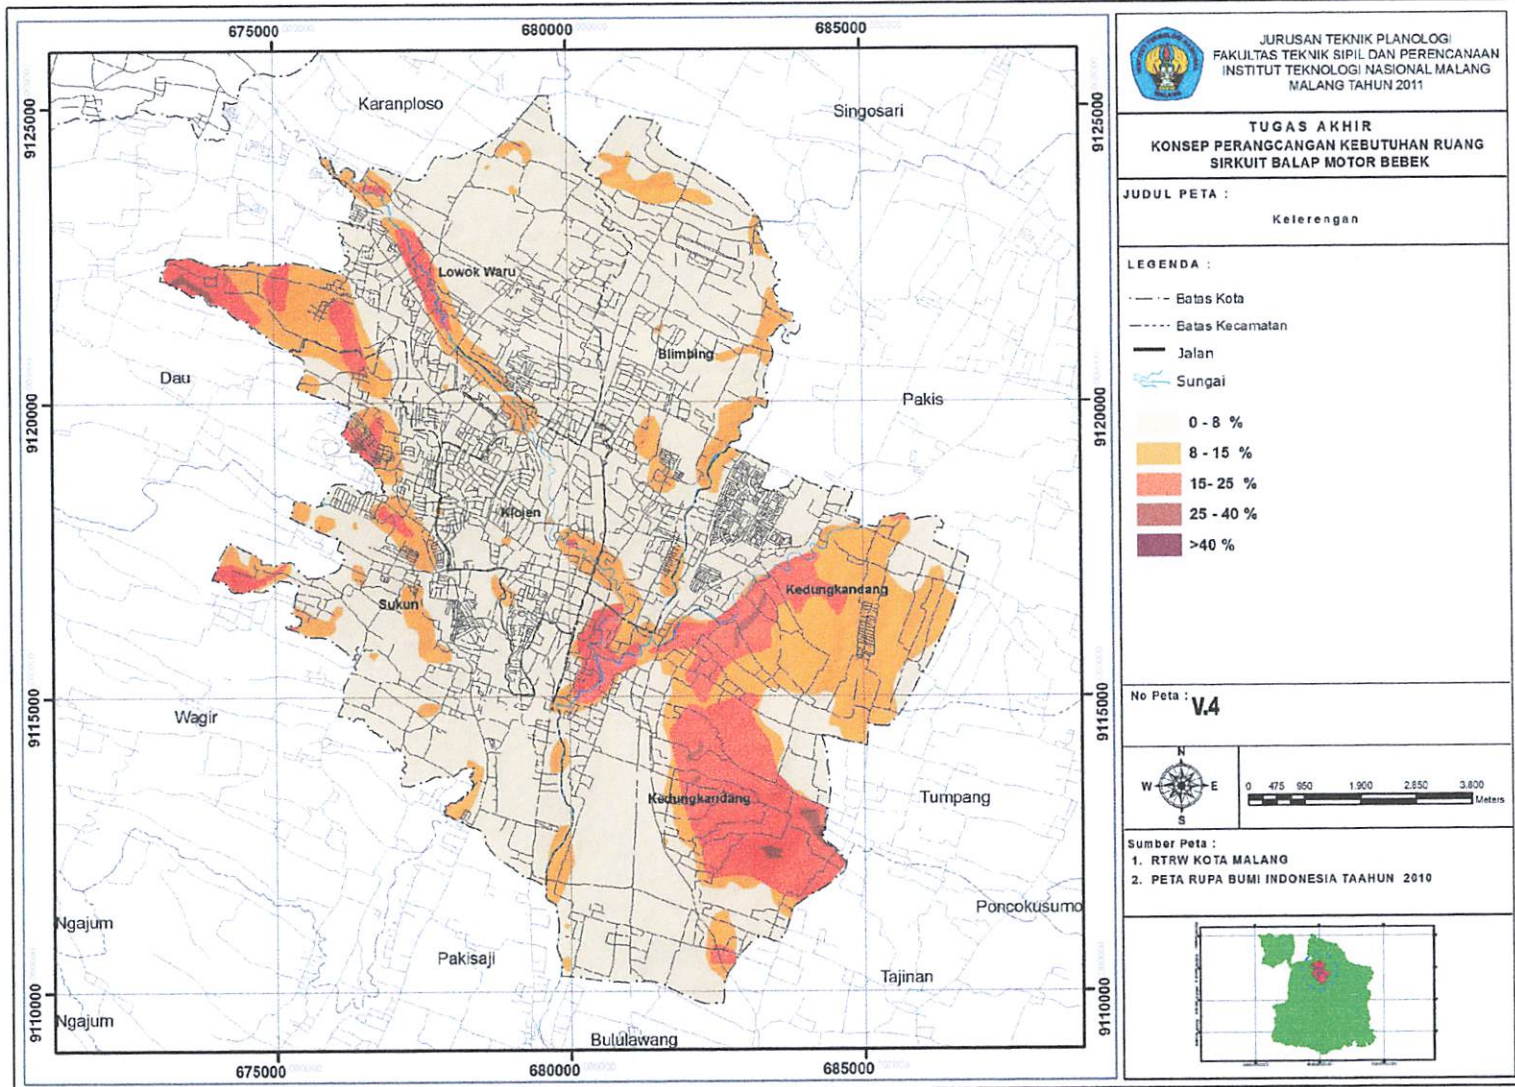 675000
680000
685000
9125000
9125000
Karanploso
Singosari
Lowok Waru
Blimbing
Dau
Pakis
9120000
9120000
Klojen
Kedungkandang
Sukun
9115000
9115000
Wagir
Kedungkandang
Tumpang
Poncokusumo
Ngajum
Pakisaji
Tajinan
9110000
9110000
Ngajum
Bululawang
675000
680000
685000
JURUSAN TEKNIK PLANOLOGI
FAKULTAS TEKNIK SIPIL DAN PERENCANAAN
INSTITUT TEKNOLOGI NASIONAL MALANG
MALANG TAHUN 2011
TUGAS AKHIR
KONSEP PERANGCANGAN KEBUTUHAN RUANG
SIRKUIT BALAP MOTOR BEBEK
JUDUL PETA :
Kelerengan
LEGENDA :
Batas Kota
Batas Kecamatan
Jalan
Sungai
0 - 8 %
8 - 15 %
15- 25 %
25 - 40 %
>40 %
No Peta : V.4
N
W E
S
0 475 950 1.900 2.850 3.800
Meters
Sumber Peta :
1. RTRW KOTA MALANG
2. PETA RUPA BUMI INDONESIA TAAHUN 2010